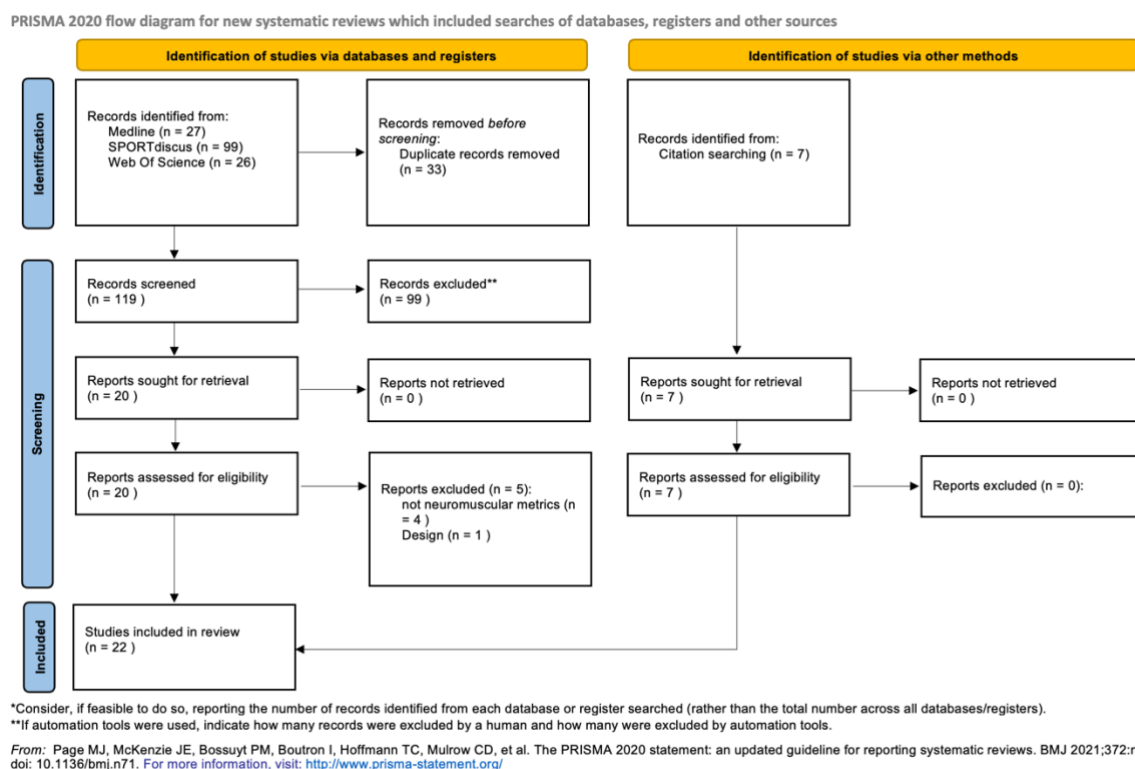 PRISMA 2020 flow diagram for new systematic reviews which included searches of databases, registers and other sources
Identification of studies via databases and registers
Identification of studies via other methods
Identification
Records identified from:
Medline (n = 27)
SPORTdiscus (n = 99)
Web Of Science (n = 26)
Records removed before
screening:
Duplicate records removed
(n = 33)
Records identified from:
Citation searching (n = 7)
Screening
Records screened
(n = 119 )
Records excluded**
(n = 99 )
Reports sought for retrieval
(n = 20 )
Reports not retrieved
(n = 0 )
Reports sought for retrieval
(n = 7 )
Reports not retrieved
(n = 0 )
Reports assessed for eligibility
(n = 20 )
Reports excluded (n = 5):
not neuromuscular metrics (n
= 4 )
Design (n = 1 )
Reports assessed for eligibility
(n = 7 )
Reports excluded (n = 0):
Included
Studies included in review
(n = 22 )
*Consider, if feasible to do so, reporting the number of records identified from each database or register searched (rather than the total number across all databases/registers).
**If automation tools were used, indicate how many records were excluded by a human and how many were excluded by automation tools.
From: Page MJ, McKenzie JE, Bossuyt PM, Boutron I, Hoffmann TC, Mulrow CD, et al. The PRISMA 2020 statement: an updated guideline for reporting systematic reviews. BMJ 2021;372:
doi: 10.1136/bmj.n71. For more information, visit: http://www.prisma-statement.org/